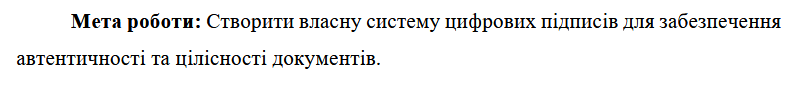 Мета роботи: Створити власну систему цифрових підписів для забезпечення
автентичності та цілісності документів.